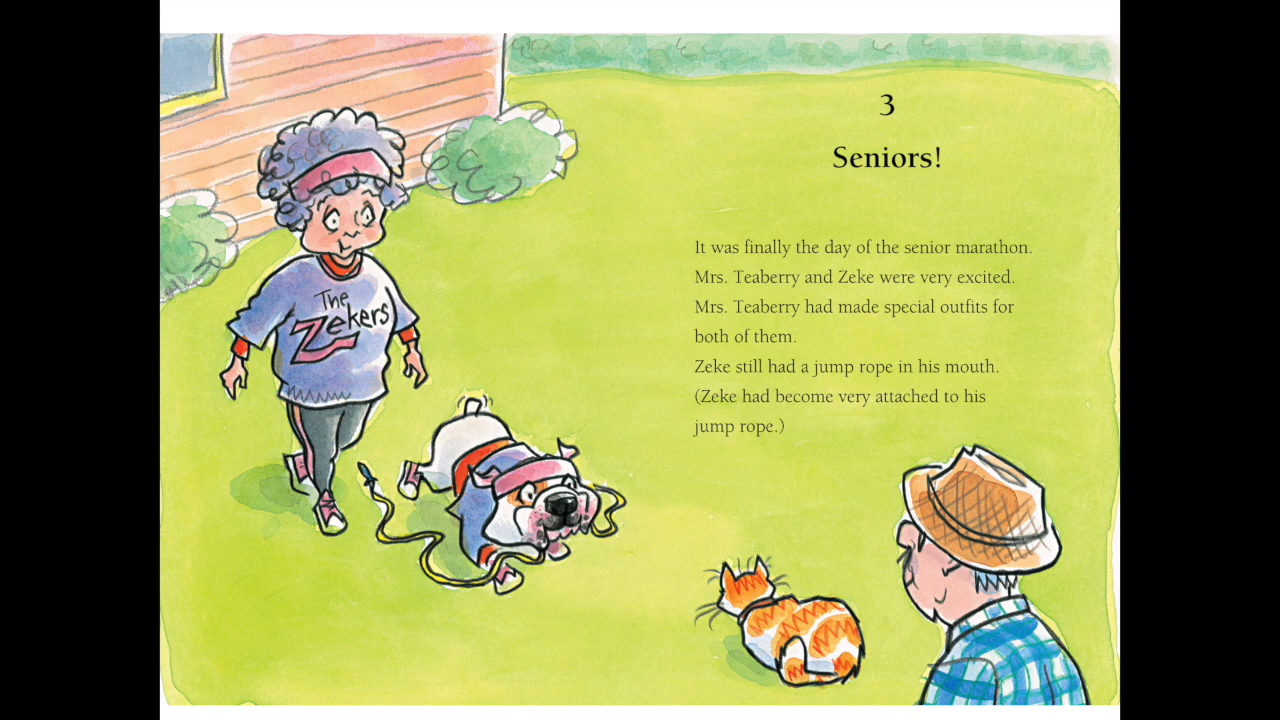 The
Zekers
3
Seniors!
It was finally the day of the senior marathon.
Mrs. Teaberry and Zeke were very excited.
Mrs. Teaberry had made special outfits for
both of them.
Zeke still had a jump rope in his mouth.
(Zeke had become very attached to his
jump rope.)